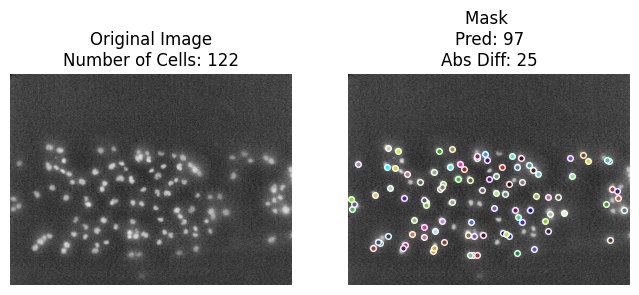 Original Image
Number of Cells: 122
Mask
Pred: 97
Abs Diff: 25